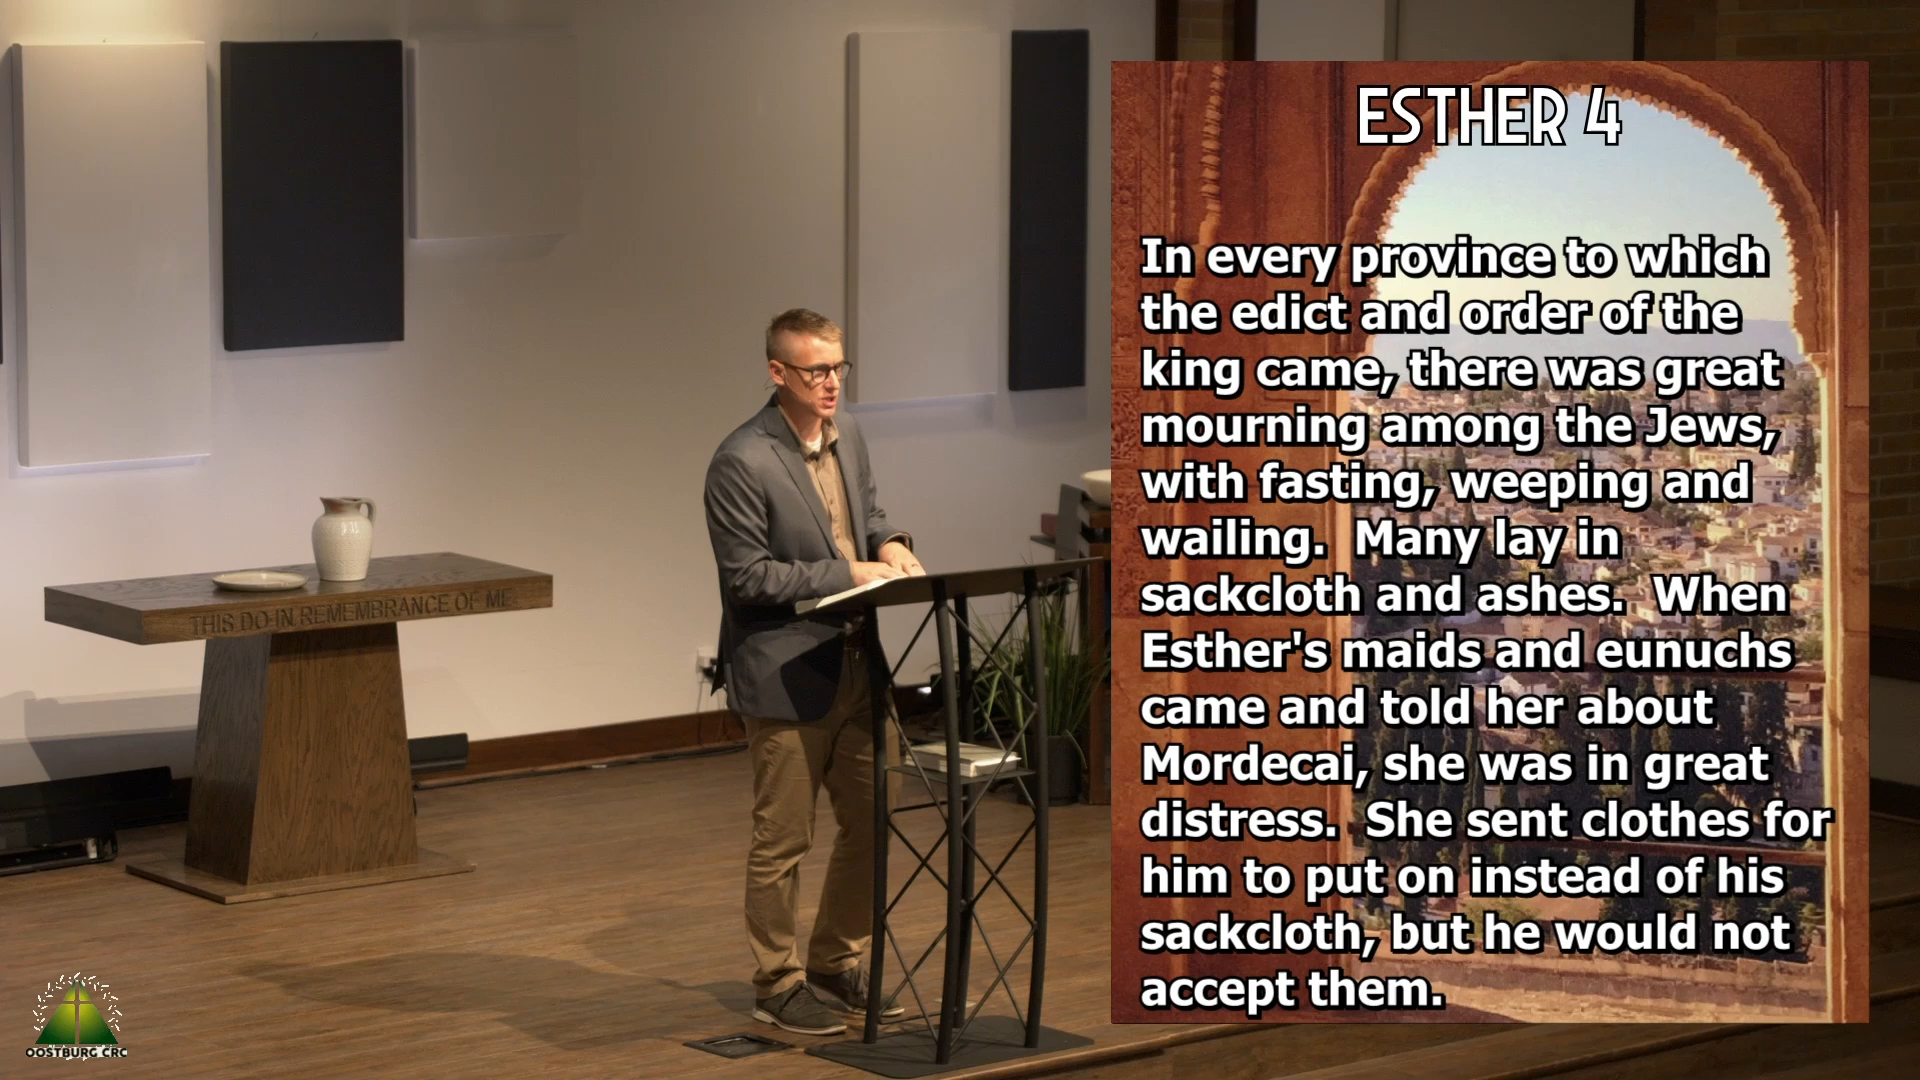 ESTHER 4
In every province to which
the edict and order of the
king came, there was great
mourning among the Jews,
with fasting, weeping and
wailing.  Many lay in
sackcloth and ashes.  When
Esther's maids and eunuchs
came and told her about
Mordecai, she was in great
distress.  She sent clothes for
him to put on instead of his
sackcloth, but he would not
accept them.
THIS DO IN REMEMBRANCE OF ME
OOSTBURG CRC